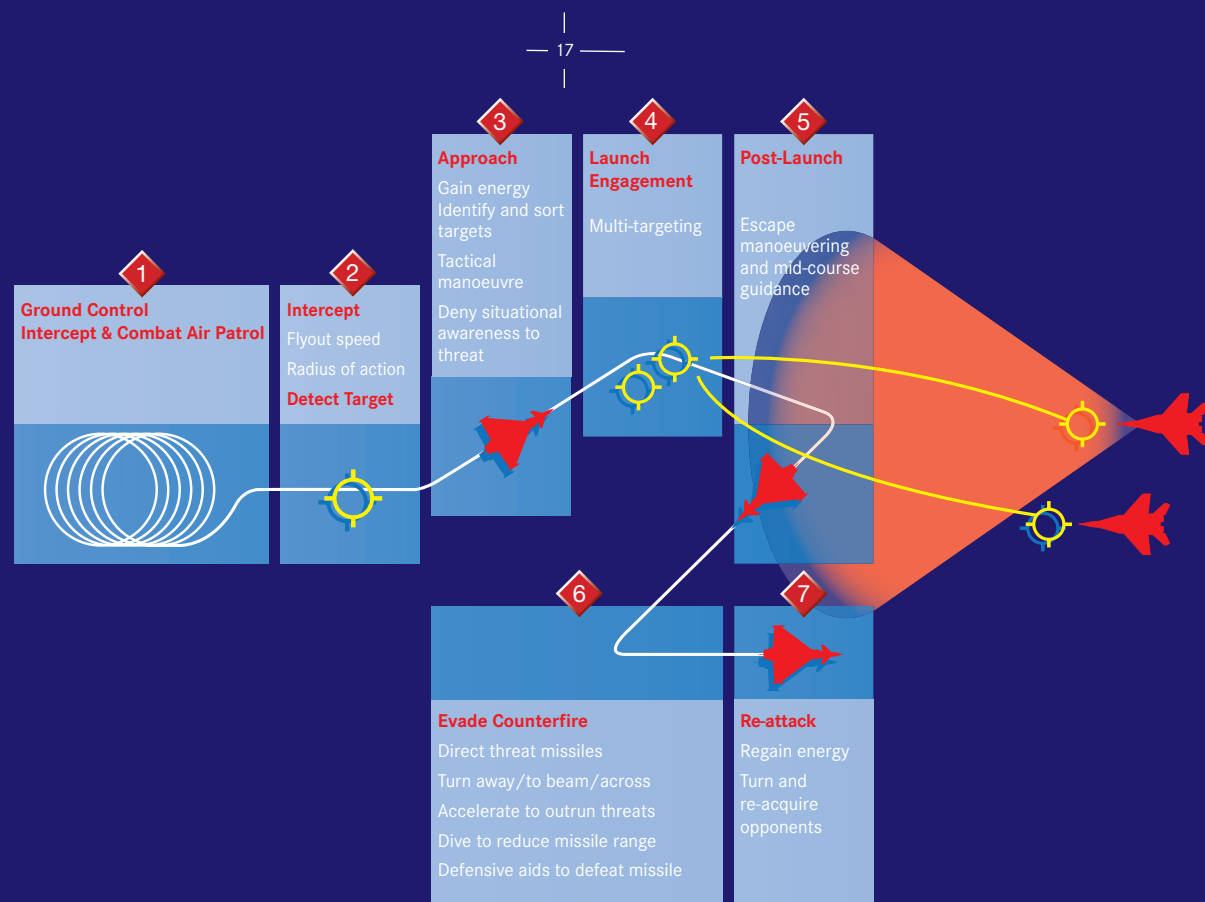 17
1
Ground Control
Intercept & Combat Air Patrol
2
Intercept
Flyout speed
Radius of action
Detect Target
3
Approach
Gain energy
Identify and sort
targets
Tactical
manoeuvre
Deny situational
awareness to
threat
4
Launch
Engagement
Multi-targeting
5
Post-Launch
Escape
manoeuvering
and mid-course
guidance
6
Evade Counterfire
Direct threat missiles
Turn away/to beam/across
Accelerate to outrun threats
Dive to reduce missile range
Defensive aids to defeat missile
7
Re-attack
Regain energy
Turn and
re-acquire
opponents